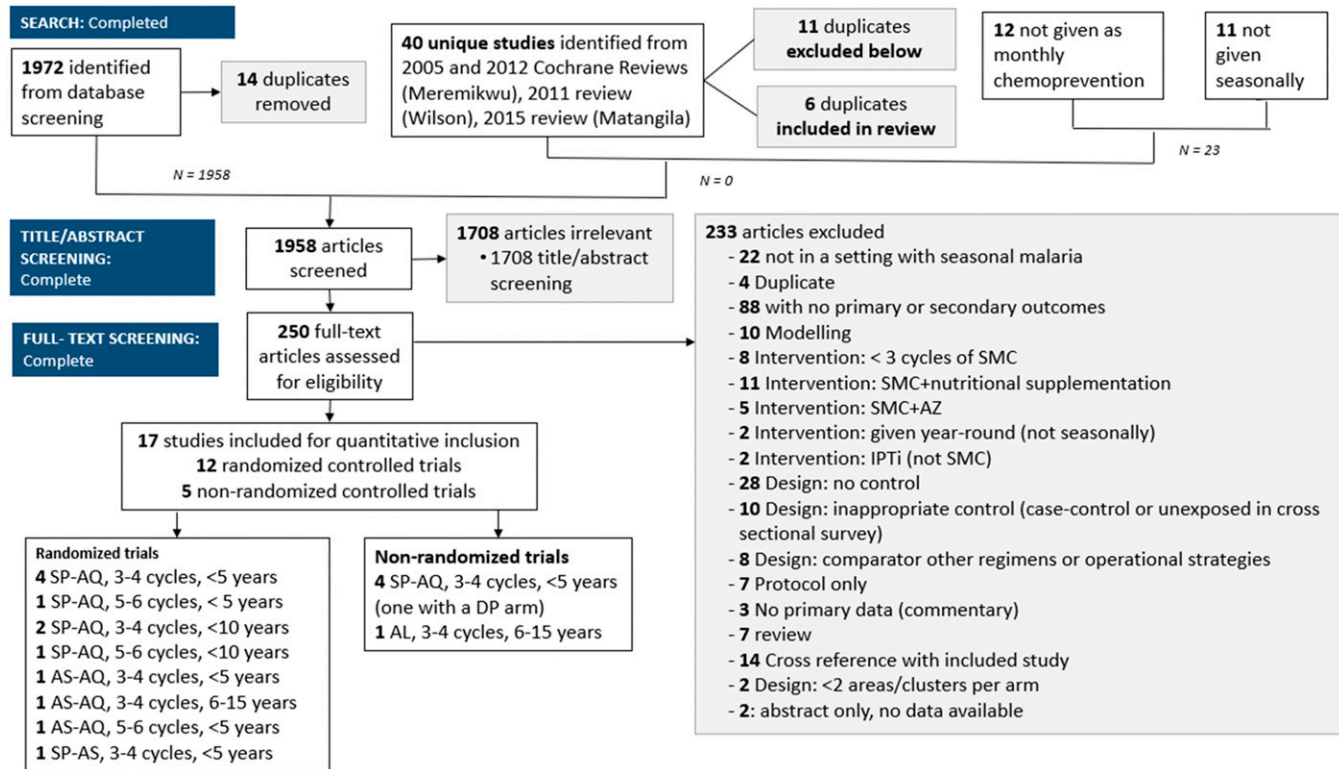 SEARCH: Completed
1972 identified
from database
screening
14 duplicates
removed
40 unique studies identified from
2005 and 2012 Cochrane Reviews
(Meremikwu), 2011 review
(Wilson), 2015 review (Matangila)
11 duplicates
excluded below
6 duplicates
included in review
12 not given as
monthly
chemoprevention
11 not
given
seasonally
N = 23
N = 1958
N = 0
TITLE/ABSTRACT
SCREENING:
Complete
1958 articles
screened
1708 articles irrelevant
• 1708 title/abstract
screening
FULL- TEXT SCREENING:
Complete
250 full-text
articles assessed
for eligibility
233 articles excluded
- 22 not in a setting with seasonal malaria
- 4 Duplicate
- 88 with no primary or secondary outcomes
- 10 Modelling
- 8 Intervention: < 3 cycles of SMC
- 11 Intervention: SMC+nutritional supplementation
- 5 Intervention: SMC+AZ
- 2 Intervention: given year-round (not seasonally)
- 2 Intervention: IPTi (not SMC)
- 28 Design: no control
- 10 Design: inappropriate control (case-control or unexposed in cross
sectional survey)
- 8 Design: comparator other regimens or operational strategies
- 7 Protocol only
- 3 No primary data (commentary)
- 7 review
- 14 Cross reference with included study
- 2 Design: <2 areas/clusters per arm
- 2: abstract only, no data available
17 studies included for quantitative inclusion
12 randomized controlled trials
5 non-randomized controlled trials
Randomized trials
4 SP-AQ, 3-4 cycles, <5 years
1 SP-AQ, 5-6 cycles, < 5 years
2 SP-AQ, 3-4 cycles, <10 years
1 SP-AQ, 5-6 cycles, <10 years
1 AS-AQ, 3-4 cycles, <5 years
1 AS-AQ, 3-4 cycles, 6-15 years
1 AS-AQ, 5-6 cycles, <5 years
1 SP-AS, 3-4 cycles, <5 years
Non-randomized trials
4 SP-AQ, 3-4 cycles, <5 years
(one with a DP arm)
1 AL, 3-4 cycles, 6-15 years